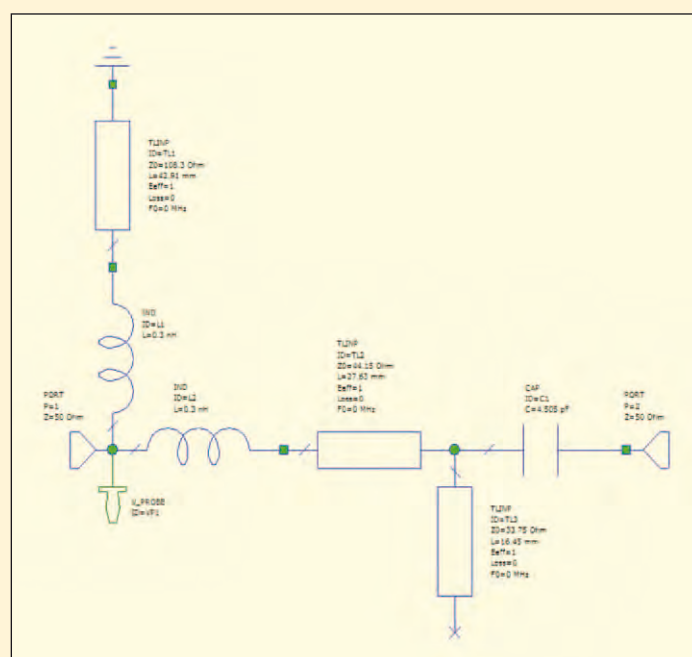 TLINP
ID=TL1
Z0=106.3 Ohm
L=42.91 mm
Eeff=1
Loss=0
F0=0 MHz
IND
ID=L1
L=0.3 nH
PORT
P=1
Z=50 Ohm
IND
ID=L2
L=0.3 nH
TLINP
ID=TL2
Z0=44.15 Ohm
L=27.63 mm
Eeff=1
Loss=0
F0=0 MHz
CAP
ID=C1
C=4.505 pF
PORT
P=2
Z=50 Ohm
V_PROBE
ID=VP1
TLINP
ID=TL3
Z0=33.75 Ohm
L=16.45 mm
Eeff=1
Loss=0
F0=0 MHz